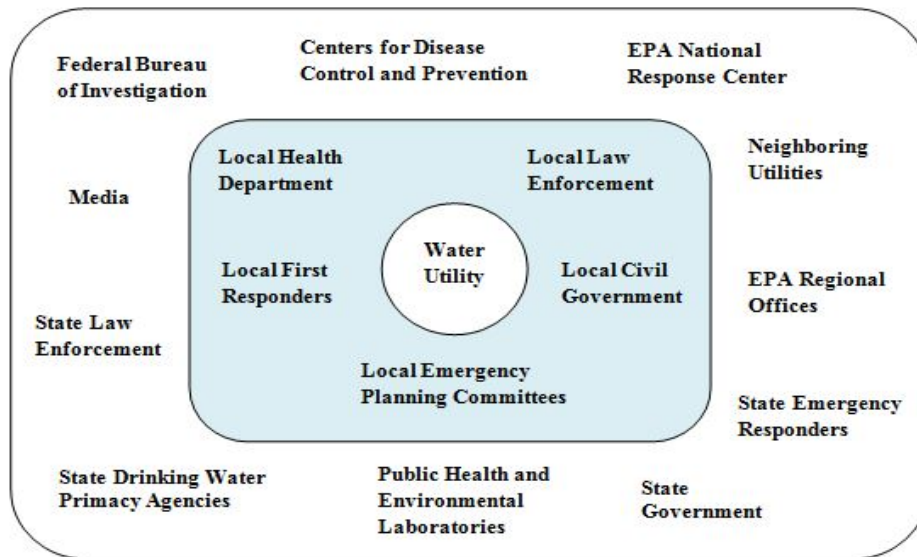 Federal Bureau
of Investigation
Centers for Disease
Control and Prevention
EPA National
Response Center
Neighboring
Utilities
Media
Local Health
Department
Local Law
Enforcement
Water
Utility
Local First
Responders
Local Civil
Government
EPA Regional
Offices
State Law
Enforcement
Local Emergency
Planning Committees
State Emergency
Responders
State Drinking Water
Primacy Agencies
Public Health and
Environmental
Laboratories
State
Government